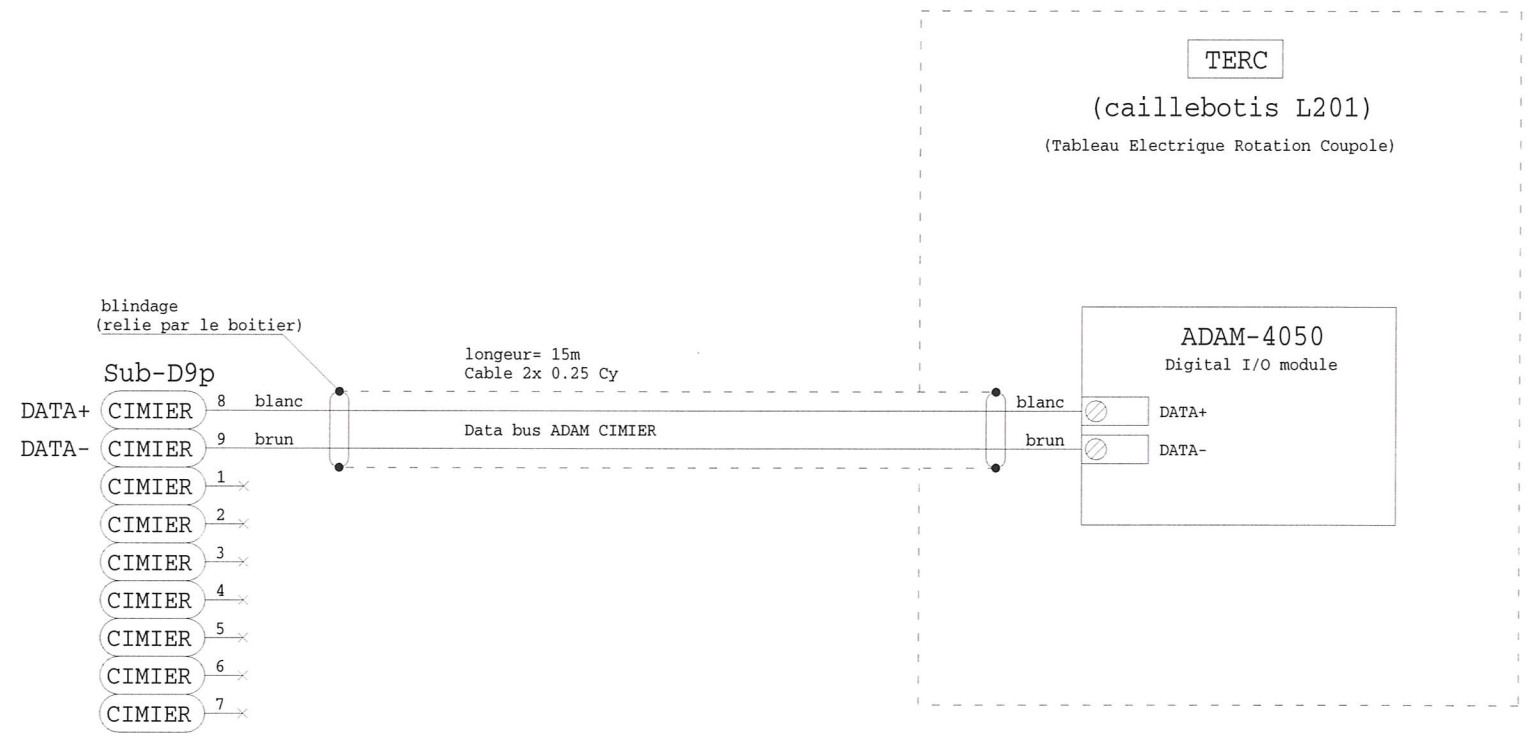 TERC
(caillebotis L201)
(Tableau Electrique Rotation Coupole)
blindage
(relie par le boitier)
longeur= 15m
Cable 2x 0.25 Cy
Sub-D9p
DATA+ CIMIER 8 blanc
DATA- CIMIER 9 brun
CIMIER 1
CIMIER 2
CIMIER 3
CIMIER 4
CIMIER 5
CIMIER 6
CIMIER 7
Data bus ADAM CIMIER
ADAM-4050
Digital I/O module
blanc DATA+
brun DATA-